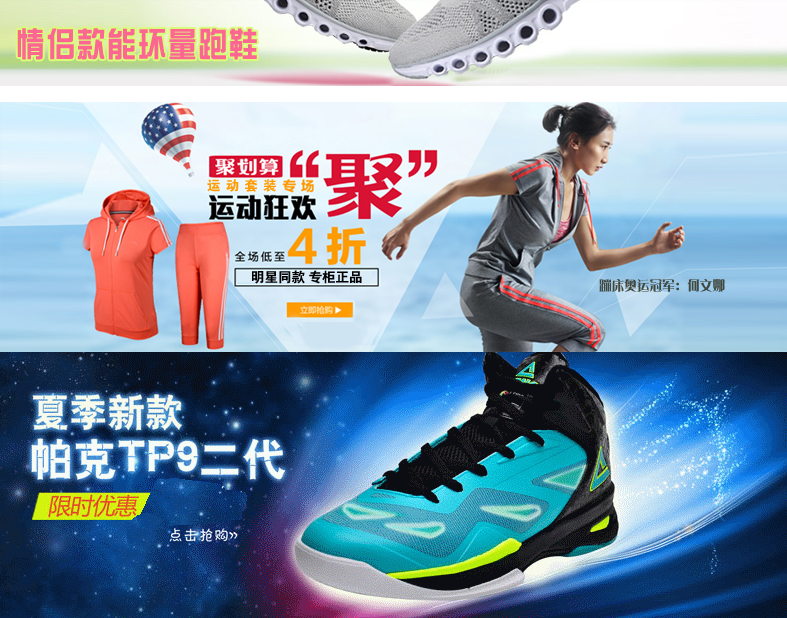 情侣款能环量跑鞋
聚划算
运动套装专场
运动狂欢
“聚”
全场低至4折
明星同款 专柜正品
立即抢购
蹦床奥运冠军：何文娜
夏季新款
帕克TP9二代
限时优惠
点击抢购»